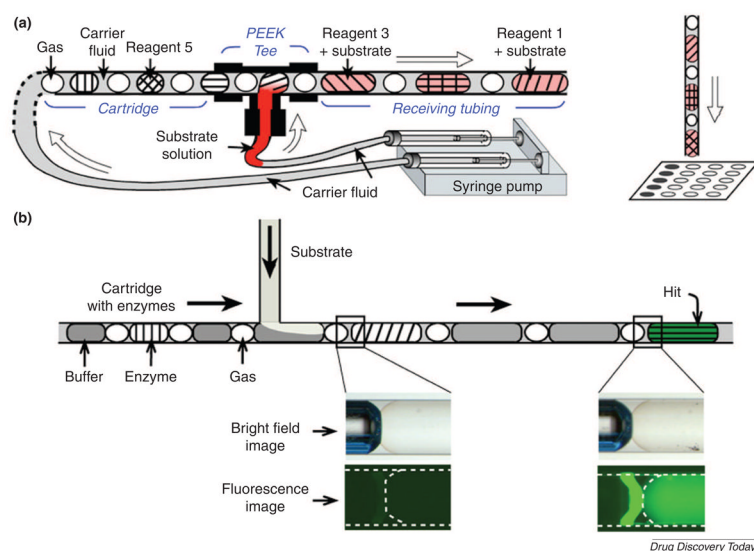 (a)
PEEK
Tee
Gas
Carrier
fluid
Reagent 5
Reagent 3
+ substrate
Reagent 1
+ substrate
Cartridge
Receiving tubing
Substrate
solution
Carrier fluid
Syringe pump
(b)
Substrate
Cartridge
with enzymes
Hit
Buffer
Enzyme
Gas
Bright field
image
Fluorescence
image
Drug Discovery Today